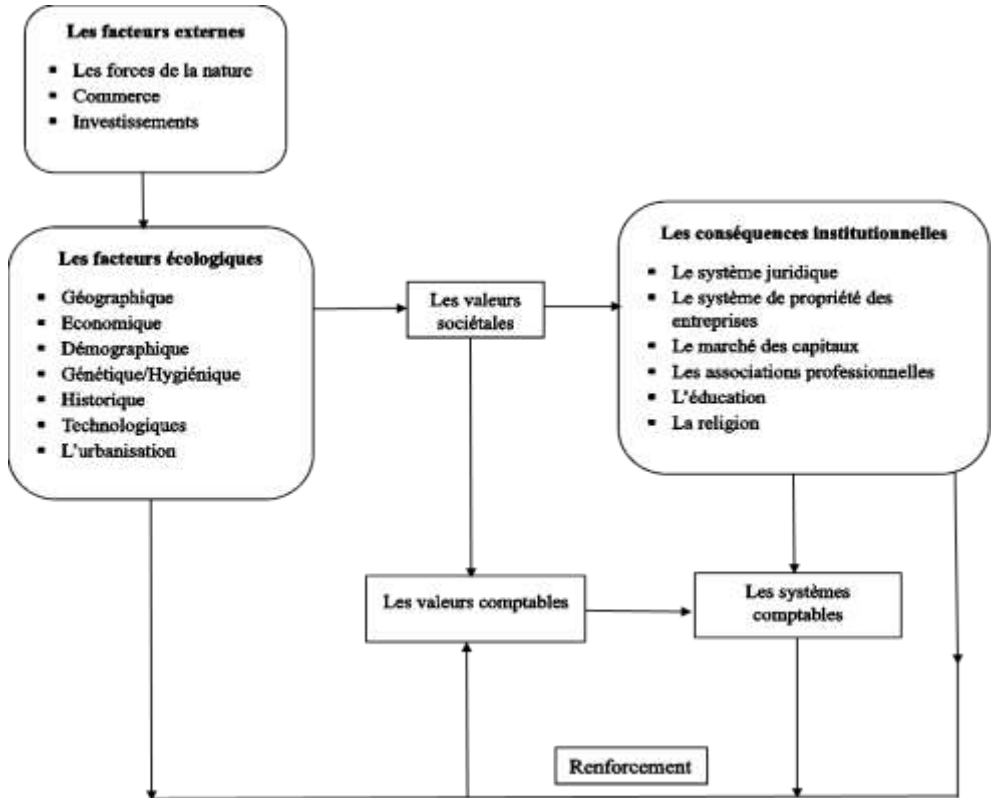 Les facteurs externes
▪ Les forces de la nature
▪ Commerce
▪ Investissements
Les facteurs écologiques
▪ Géographique
▪ Economique
▪ Démographique
▪ Génétique/Hygiénique
▪ Historique
▪ Technologiques
▪ L'urbanisation
Les valeurs
sociétales
Les conséquences institutionnelles
▪ Le système juridique
▪ Le système de propriété des
entreprises
▪ Le marché des capitaux
▪ Les associations professionnelles
▪ L'éducation
▪ La religion
Les valeurs comptables
Les systèmes
comptables
Renforcement